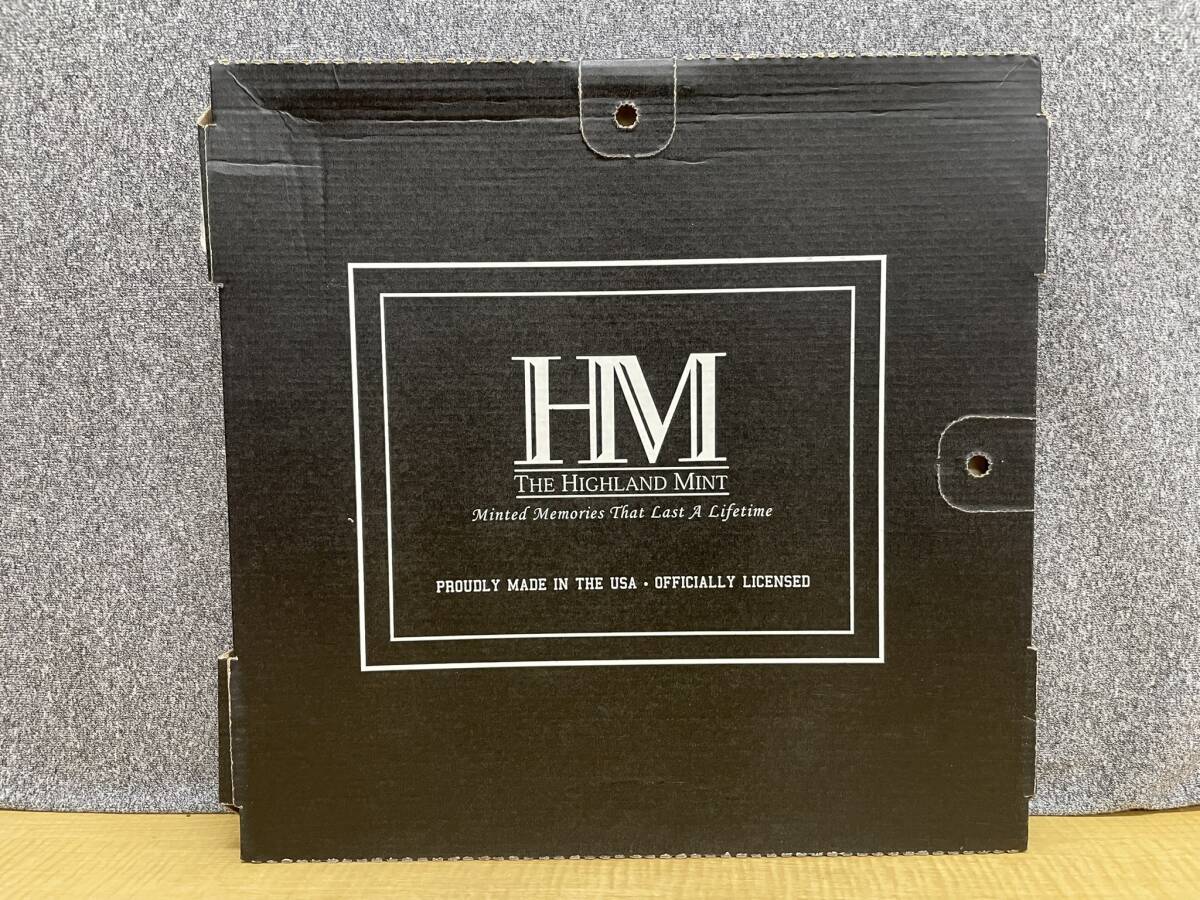 HM
THE HIGHLAND MINT
Minted Memories That Last A Lifetime
PROUDLY MADE IN THE USA • OFFICIALLY LICENSED